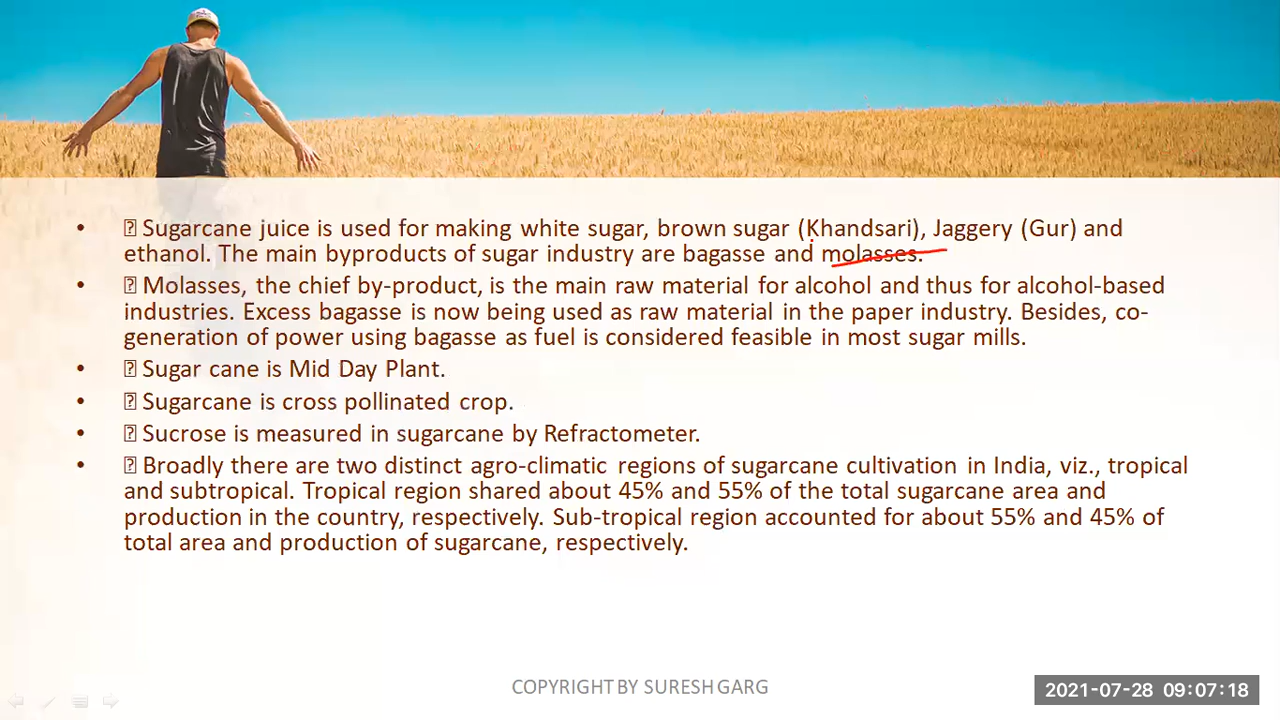 • Sugarcane juice is used for making white sugar, brown sugar (Khandsari), Jaggery (Gur) and
ethanol. The main byproducts of sugar industry are bagasse and molasses.
• Molasses, the chief by-product, is the main raw material for alcohol and thus for alcohol-based
industries. Excess bagasse is now being used as raw material in the paper industry. Besides, co-
generation of power using bagasse as fuel is considered feasible in most sugar mills.
• Sugar cane is Mid Day Plant.
• Sugarcane is cross pollinated crop.
• Sucrose is measured in sugarcane by Refractometer.
• Broadly there are two distinct agro-climatic regions of sugarcane cultivation in India, viz., tropical
and subtropical. Tropical region shared about 45% and 55% of the total sugarcane area and
production in the country, respectively. Sub-tropical region accounted for about 55% and 45% of
total area and production of sugarcane, respectively.
COPYRIGHT BY SURESH GARG
2021-07-28 09:07:18